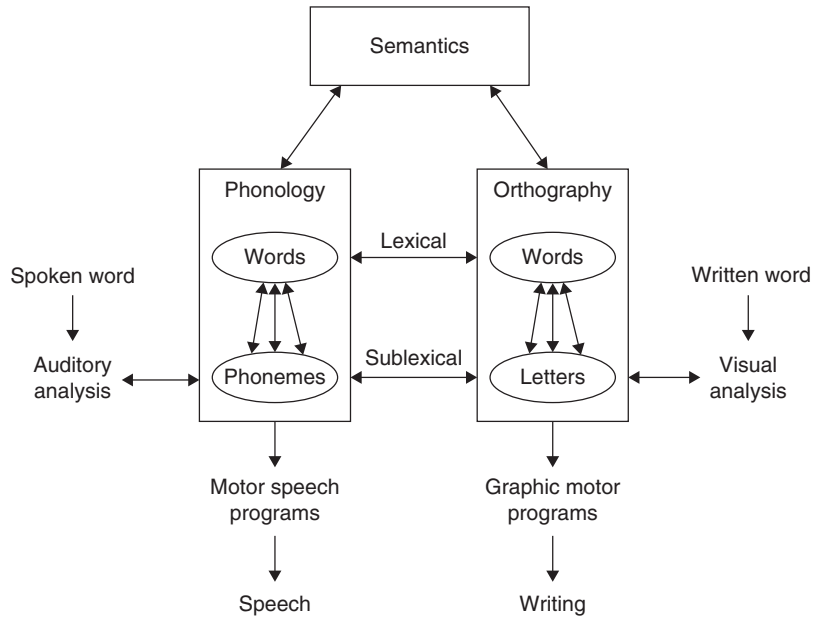 Semantics
Phonology
Orthography
Words
Lexical
Words
Spoken word
Written word
Auditory
analysis
Phonemes
Sublexical
Letters
Visual
analysis
Motor speech
programs
Graphic motor
programs
Speech
Writing